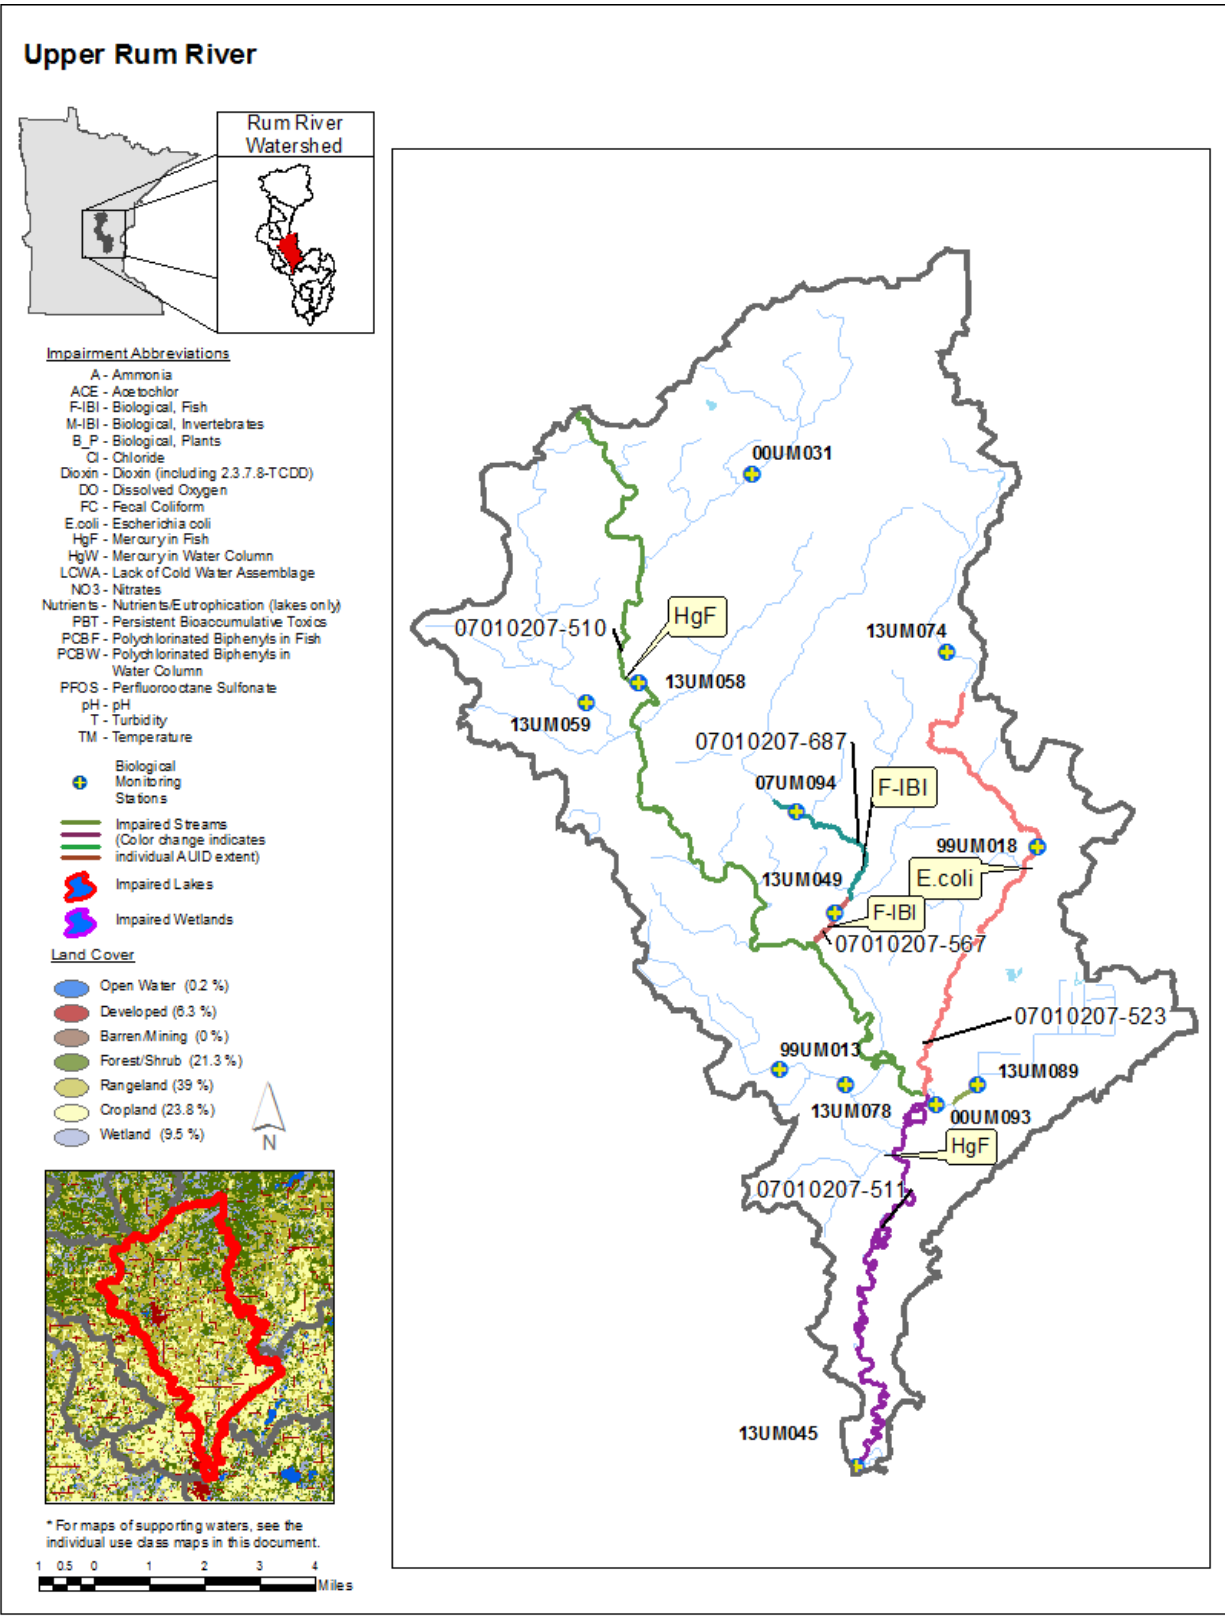 Upper Rum River
Rum River
Watershed
Impairment Abbreviations
A - Ammonia
ACE - Acetochlor
F-IBI - Biological, Fish
M-IBI - Biological, Invertebrates
B_P - Biological, Plants
Cl - Chloride
Dioxin - Dioxin (including 2.3.7.8-TCDD)
DO - Dissolved Oxygen
FC - Fecal Coliform
E.coli - Escherichia coli
HgF - Mercury in Fish
HgW - Mercury in Water Column
LCWA - Lack of Cold Water Assemblage
NO3 - Nitrates
Nutrients - Nutrients/Eutrophication (lakes only)
PBT - Persistent Bioaccumulative Toxics
PCBF - Polychlorinated Biphenyls in Fish
PCBW - Polychlorinated Biphenyls in
Water Column
PFOS - Perfluorooctane Sulfonate
pH - pH
T - Turbidity
TM - Temperature
Biological
Monitoring
Stations
Impaired Streams
(Color change indicates
individual AUID extent)
Impaired Lakes
Impaired Wetlands
Land Cover
Open Water (0.2 %)
Developed (6.3 %)
Barren/Mining (0 %)
Forest/Shrub (21.3 %)
Rangeland (39 %)
Cropland (23.8 %)
Wetland (9.5 %)
N
* For maps of supporting waters, see the
individual use class maps in this document.
1 0.5 0 1 2 3 4
Miles
00UM031
07010207-510
HgF
13UM074
13UM058
13UM059
07010207-687
07UM094
F-IBI
99UM018
13UM049
E.coli
F-IBI
07010207-567
07010207-523
99UM013
13UM089
13UM078
00UM093
HgF
07010207-511
13UM045